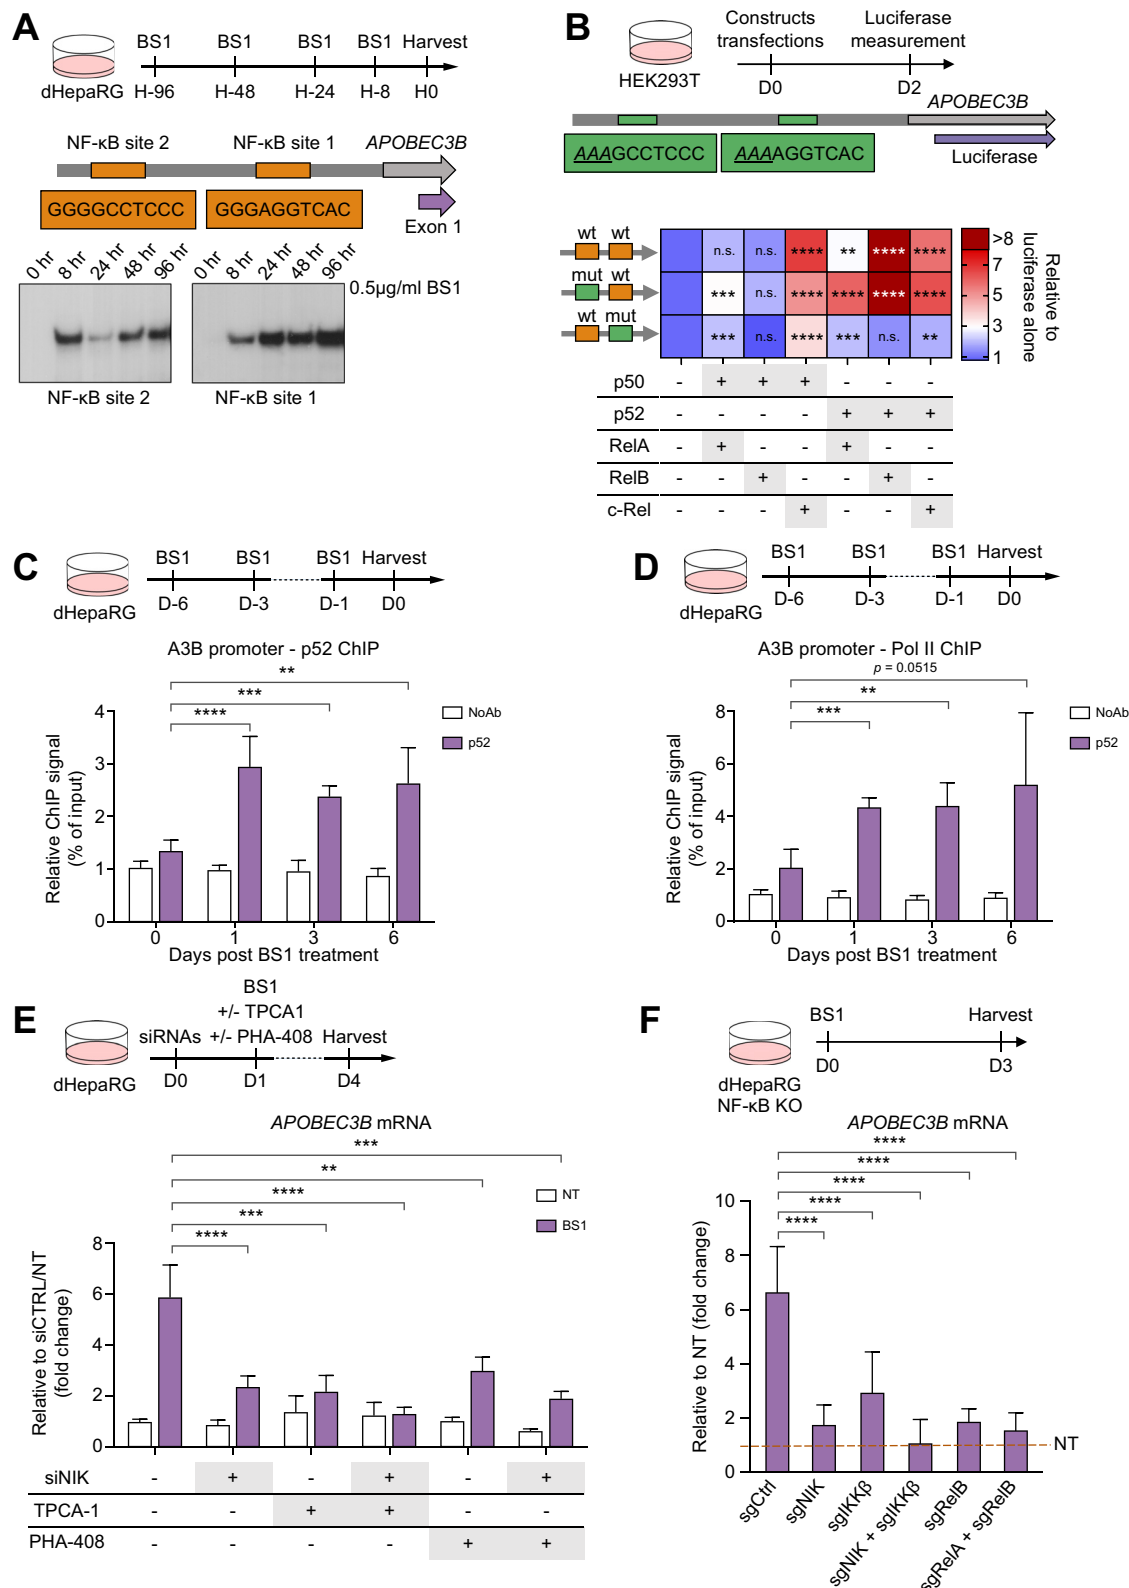 A
BS1 BS1 BS1 BS1 Harvest
dHepaRG
H-96 H-48 H-24 H-8 H0
NF-κB site 2 NF-κB site 1 APOBEC3B
GGGGCCTCCC GGGAGGTCAC
Exon 1
0 hr 8 hr 24 hr 48 hr 96 hr 0 hr 8 hr 24 hr 48 hr 96 hr
0.5µg/ml BS1
NF-κB site 2 NF-κB site 1
B
Constructs transfections
Luciferase measurement
HEK293T
D0 D2
APOBEC3B
AAAGCCTCCC AAAAGGTCAC
Luciferase
wt wt
n.s. n.s. **** ** **** ****
mut wt
*** n.s. **** **** **** ****
wt mut
*** n.s. **** *** n.s. **
>8
7
5
3
1
Relative to
luciferase alone
p50 - + + + - - -
p52 - - - - + + +
RelA - + - - + - -
RelB - - + - - + -
c-Rel - - - + - - +
C
BS1 BS1 BS1 Harvest
dHepaRG
D-6 D-3 D-1 D0
A3B promoter - p52 ChIP
**
***
****
NoAb
p52
Relative ChIP signal
(% of input)
4
3
2
1
0
0 1 3 6
Days post BS1 treatment
D
BS1 BS1 BS1 Harvest
dHepaRG
D-6 D-3 D-1 D0
A3B promoter - Pol II ChIP
p = 0.0515
**
***
NoAb
p52
Relative ChIP signal
(% of input)
8
6
4
2
0
0 1 3 6
Days post BS1 treatment
E
BS1
+/- TPCA1
siRNAs +/- PHA-408 Harvest
dHepaRG
D0 D1 D4
APOBEC3B mRNA
***
**
****
***
****
NT
BS1
Relative to siCTRL/NT
(fold change)
8
6
4
2
0
siNIK - + - + - +
TPCA-1 - - + + - -
PHA-408 - - - - + +
F
BS1 Harvest
D0 D3
dHepaRG
NF-κB KO
APOBEC3B mRNA
****
****
****
****
****
Relative to NT (fold change)
10
8
6
4
2
0
NT
sgCtrl
sgNIK
sgIKKβ
sgNIK + sgIKKβ
sgRelB
sgRelA + sgRelB